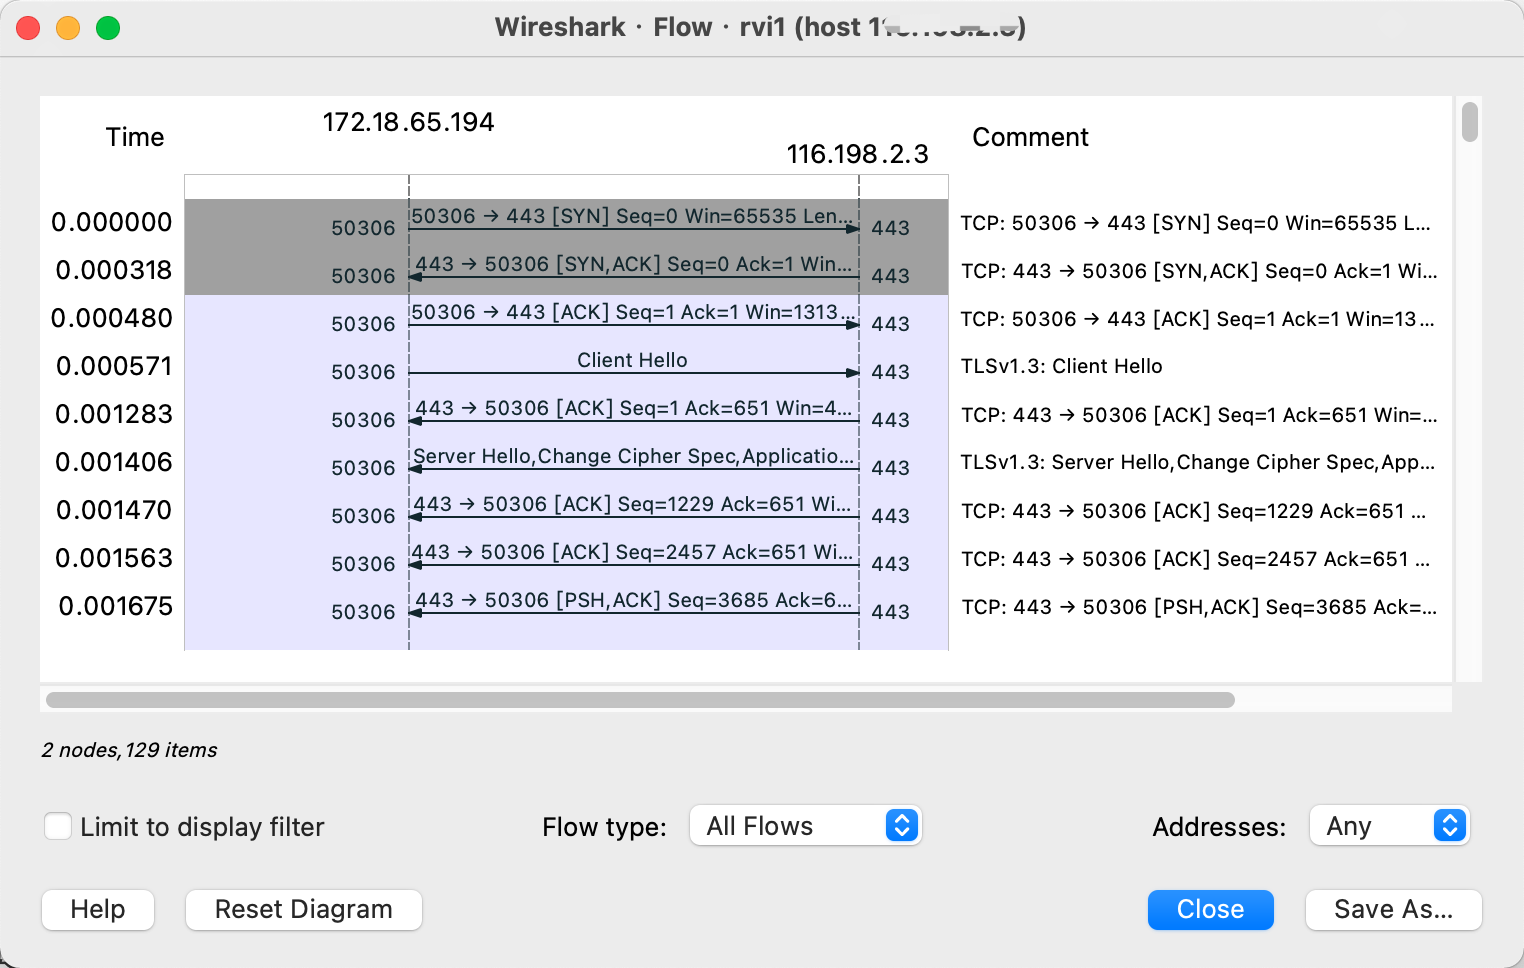 Wireshark · Flow · rvi1 (host
Time
172.18.65.194
116.198.2.3
Comment
0.000000 50306 50306 → 443 [SYN] Seq=0 Win=65535 Len... 443 TCP: 50306 → 443 [SYN] Seq=0 Win=65535 L...
0.000318 50306 443 → 50306 [SYN,ACK] Seq=0 Ack=1 Win... 443 TCP: 443 → 50306 [SYN,ACK] Seq=0 Ack=1 Wi...
0.000480 50306 50306 → 443 [ACK] Seq=1 Ack=1 Win=1313... 443 TCP: 50306 → 443 [ACK] Seq=1 Ack=1 Win=13...
0.000571 50306 Client Hello 443 TLSv1.3: Client Hello
0.001283 50306 443 → 50306 [ACK] Seq=1 Ack=651 Win=4... 443 TCP: 443 → 50306 [ACK] Seq=1 Ack=651 Win=...
0.001406 50306 Server Hello,Change Cipher Spec,Applicatio... 443 TLSv1.3: Server Hello,Change Cipher Spec,App...
0.001470 50306 443 → 50306 [ACK] Seq=1229 Ack=651 Wi... 443 TCP: 443 → 50306 [ACK] Seq=1229 Ack=651 ...
0.001563 50306 443 → 50306 [ACK] Seq=2457 Ack=651 Wi... 443 TCP: 443 → 50306 [ACK] Seq=2457 Ack=651 ...
0.001675 50306 443 → 50306 [PSH,ACK] Seq=3685 Ack=6... 443 TCP: 443 → 50306 [PSH,ACK] Seq=3685 Ack=...
2 nodes, 129 items
Limit to display filter Flow type: All Flows Addresses: Any
Help Reset Diagram Close Save As...